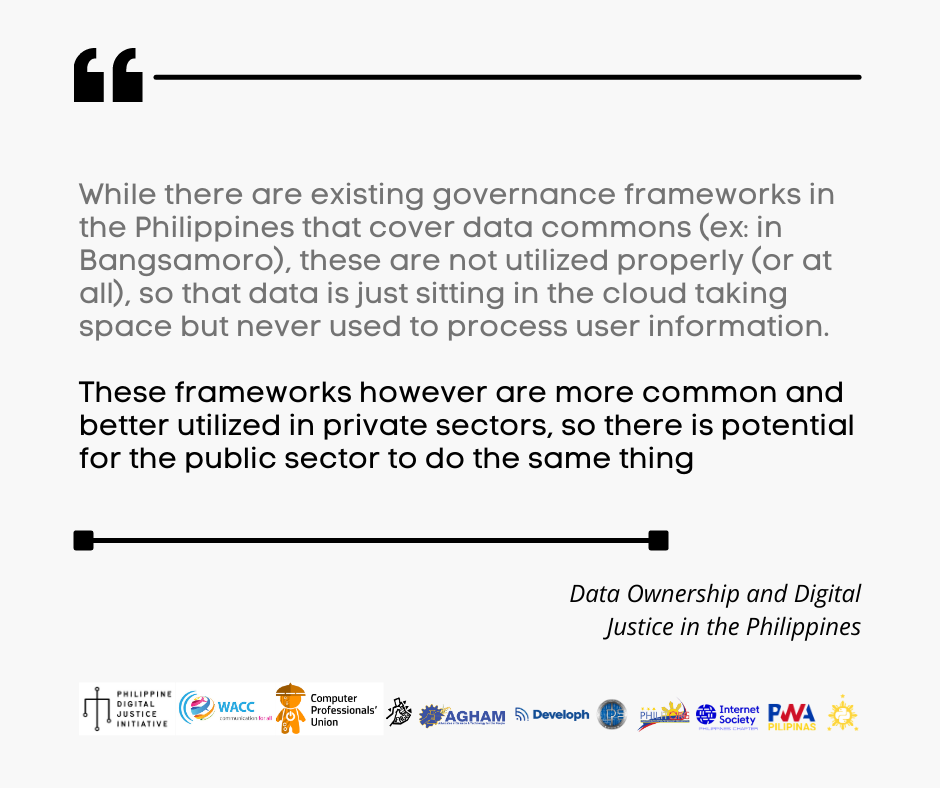 While there are existing governance frameworks in
the Philippines that cover data commons (ex: in
Bangsamoro), these are not utilized properly (or at
all), so that data is just sitting in the cloud taking
space but never used to process user information.
These frameworks however are more common and
better utilized in private sectors, so there is potential
for the public sector to do the same thing
Data Ownership and Digital
Justice in the Philippines
PHILIPPINE
DIGITAL
JUSTICE
INITIATIVE
WACC
communication for all
Computer
Professionals'
Union
AGHAM
Developh
Internet
Society
PHILIPPINES CHAPTER
PWA
PILIPINAS